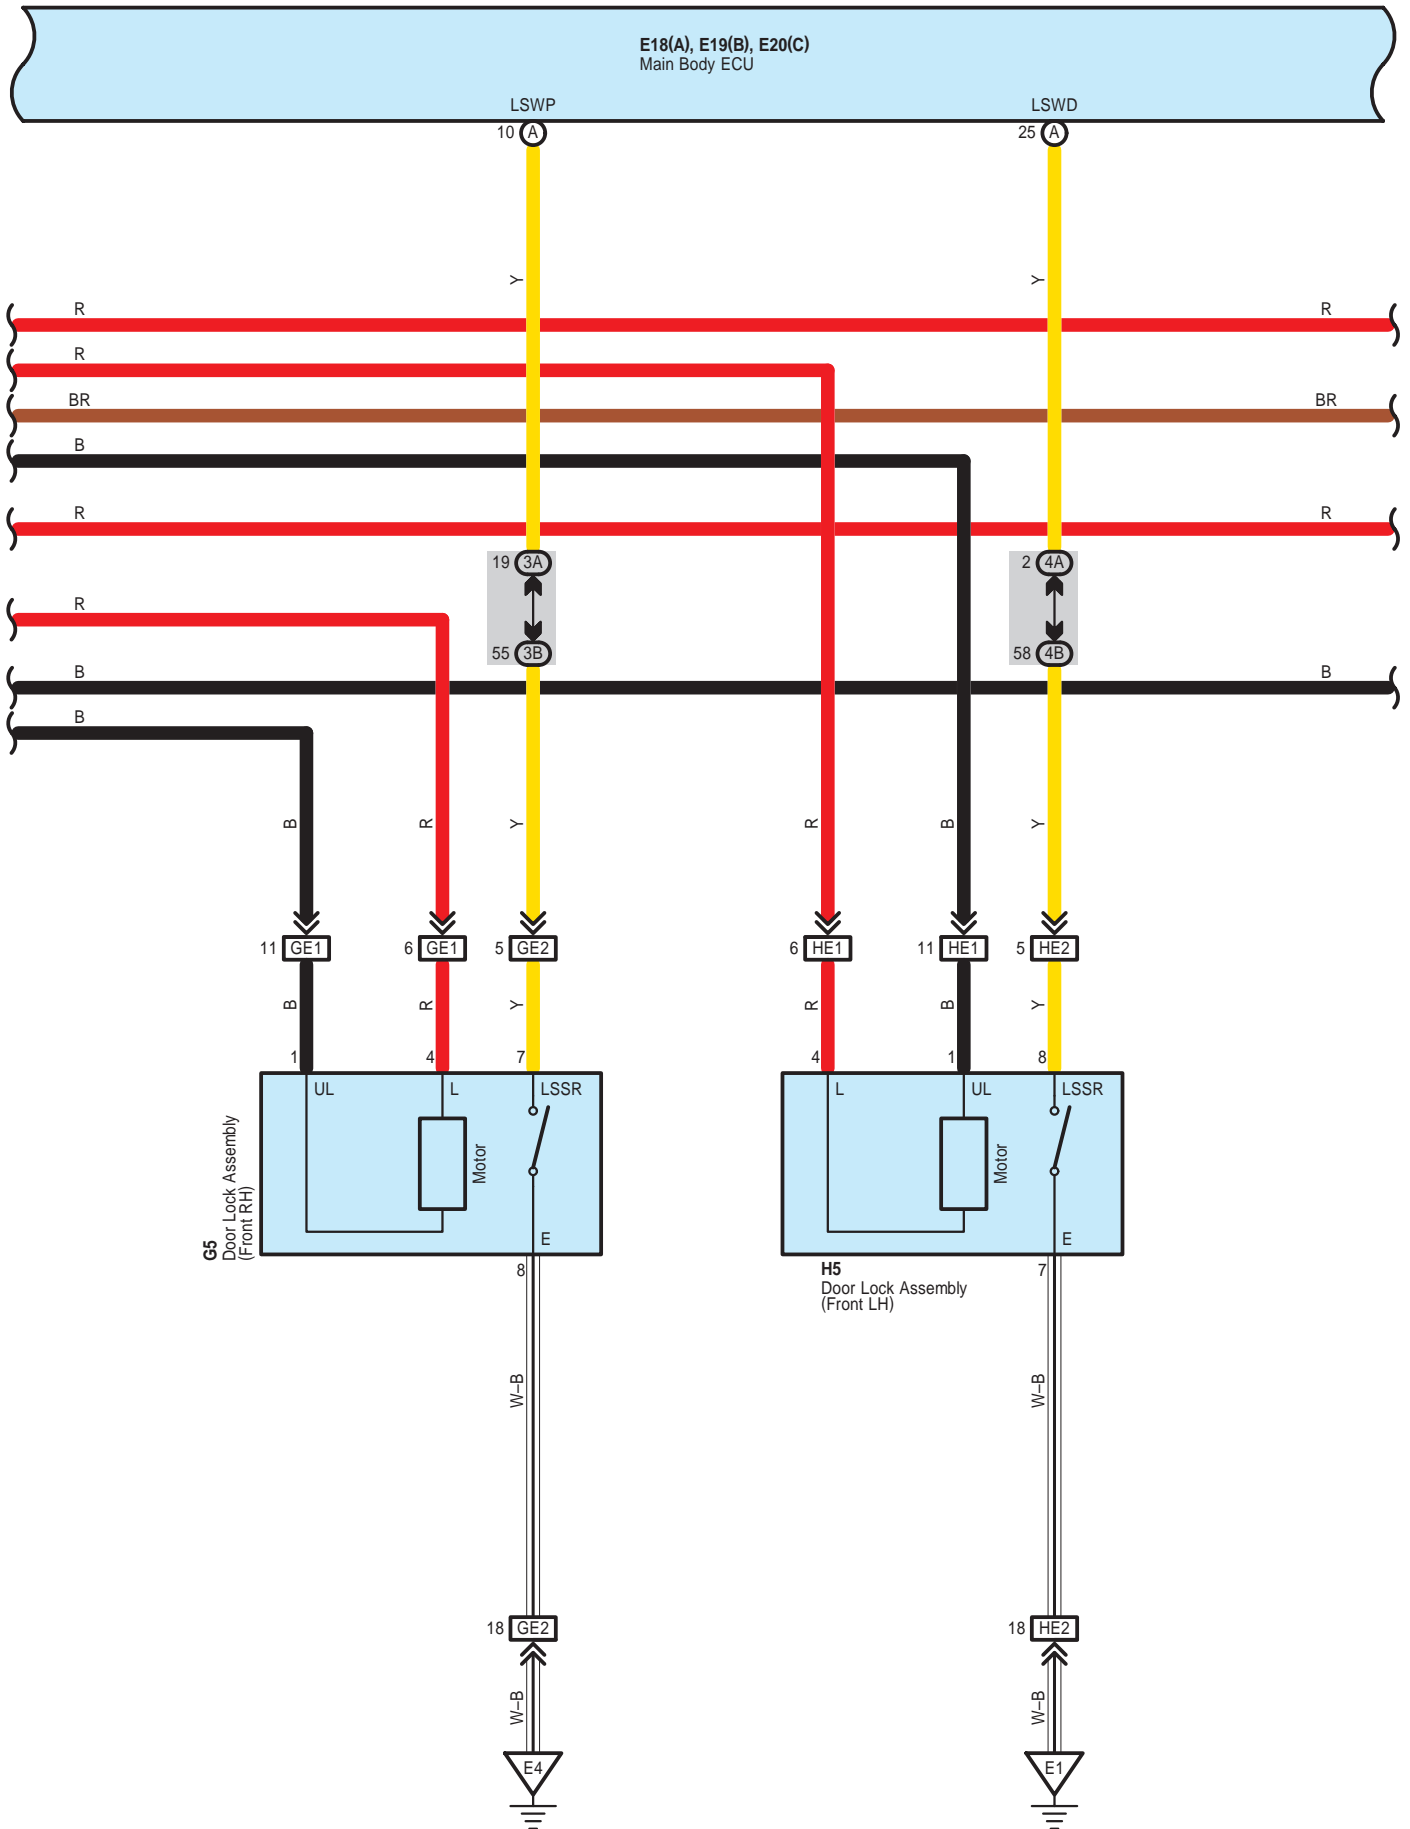 E18(A), E19(B), E20(C)
Main Body ECU
LSWP LSWD
10 A 25 A
Y Y
R R
R
BR BR
B
R R
19 3A 2 4A
R
55 3B 58 4B
B B
B
B R Y R B Y
11 GE1 6 GE1 5 GE2 6 HE1 11 HE1 5 HE2
B R Y R B Y
1 4 7 4 1 8
UL L LSSR L UL LSSR
Motor Motor
G5
Door Lock Assembly
(Front RH)
E E
8 7
H5
Door Lock Assembly
(Front LH)
W–B W–B
18 GE2 18 HE2
W–B W–B
E4 E1